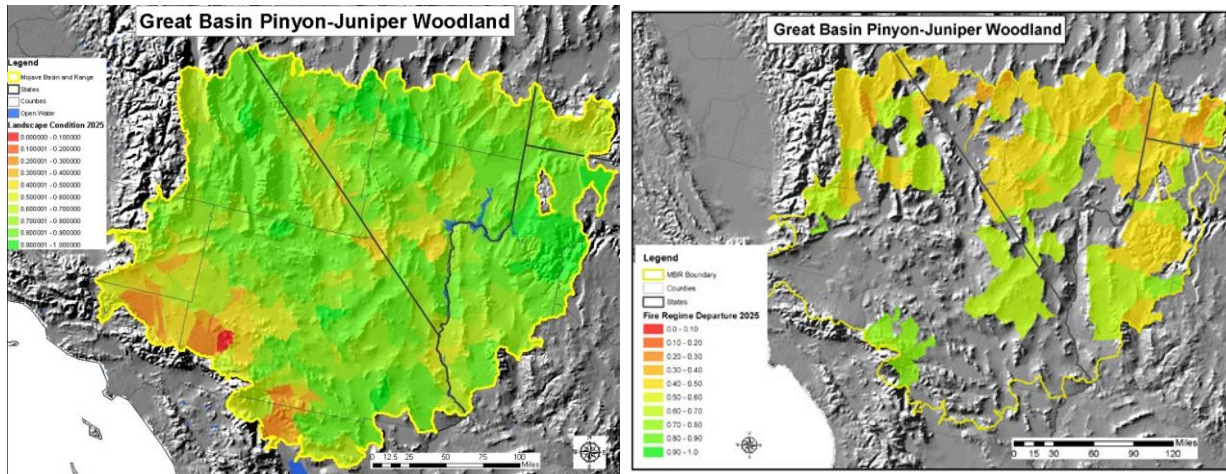 Great Basin Pinyon-Juniper Woodland
Legend
Mojave Basin and Range
States
Counties
Open Water
Landscape Condition 2025
0.000000 - 0.100000
0.100001 - 0.200000
0.200001 - 0.300000
0.300001 - 0.400000
0.400001 - 0.500000
0.500001 - 0.600000
0.600001 - 0.700000
0.700001 - 0.800000
0.800001 - 0.900000
0.900001 - 1.000000
0 12.5 25 50 75 100
Miles
N
Great Basin Pinyon-Juniper Woodland
Legend
MBR Boundary
Counties
States
Fire Regime Departure 2025
0.0 - 0.10
0.10 - 0.20
0.20 - 0.30
0.30 - 0.40
0.40 - 0.50
0.50 - 0.60
0.60 - 0.70
0.70 - 0.80
0.80 - 0.90
0.90 - 1.0
0 15 30 60 90 120
Miles